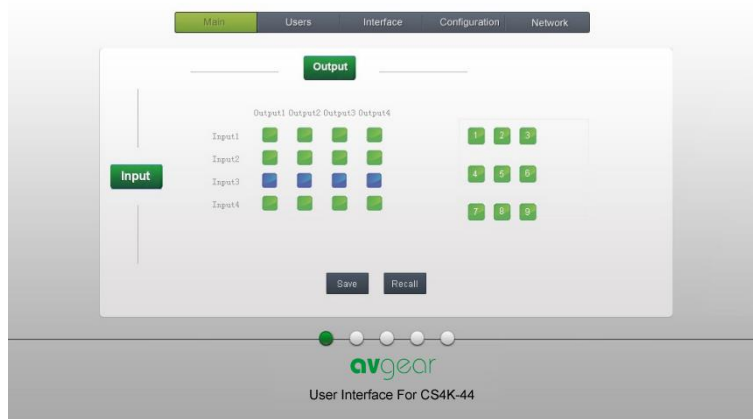 Main Users Interface Configuration Network
Output
Output1 Output2 Output3 Output4
Input1
1 2 3
Input2
Input
Input3
4 5 6
Input4
7 8 9
Save Recall
avgear
User Interface For CS4K-44